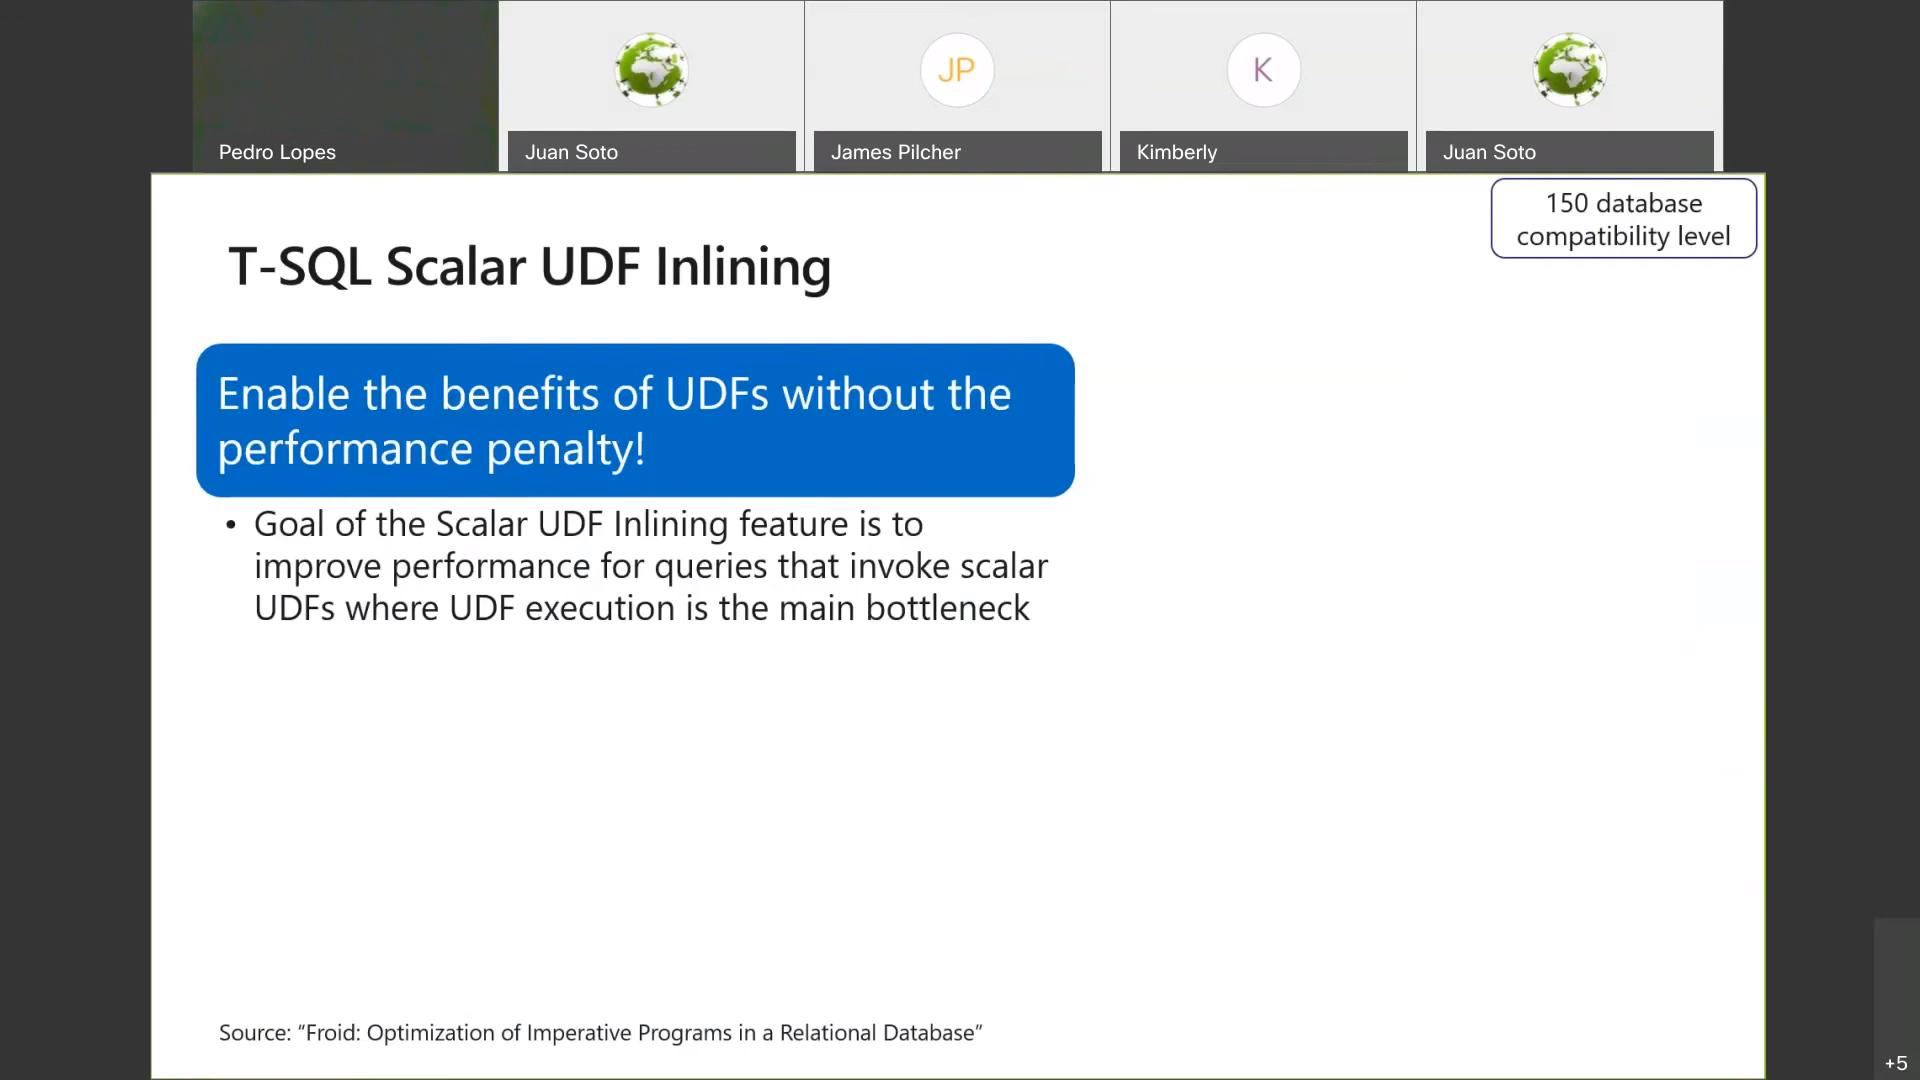 JP
K
Pedro Lopes
Juan Soto
James Pilcher
Kimberly
Juan Soto
150 database
compatibility level
T-SQL Scalar UDF Inlining
Enable the benefits of UDFs without the
performance penalty!
• Goal of the Scalar UDF Inlining feature is to
improve performance for queries that invoke scalar
UDFs where UDF execution is the main bottleneck
Source: “Froid: Optimization of Imperative Programs in a Relational Database”
+5